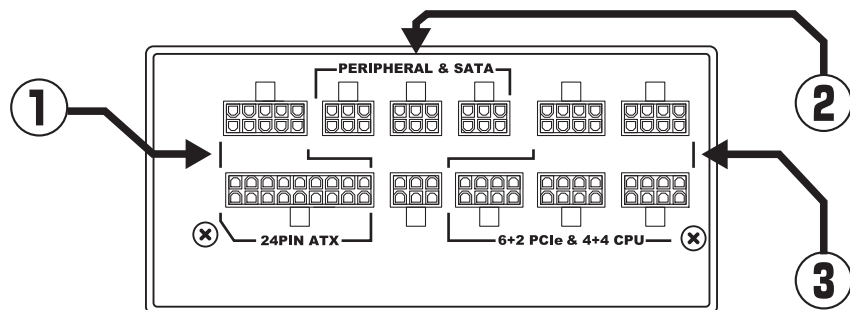 PERIPHERAL & SATA
1
2
24PIN ATX
6+2 PCIe & 4+4 CPU
3